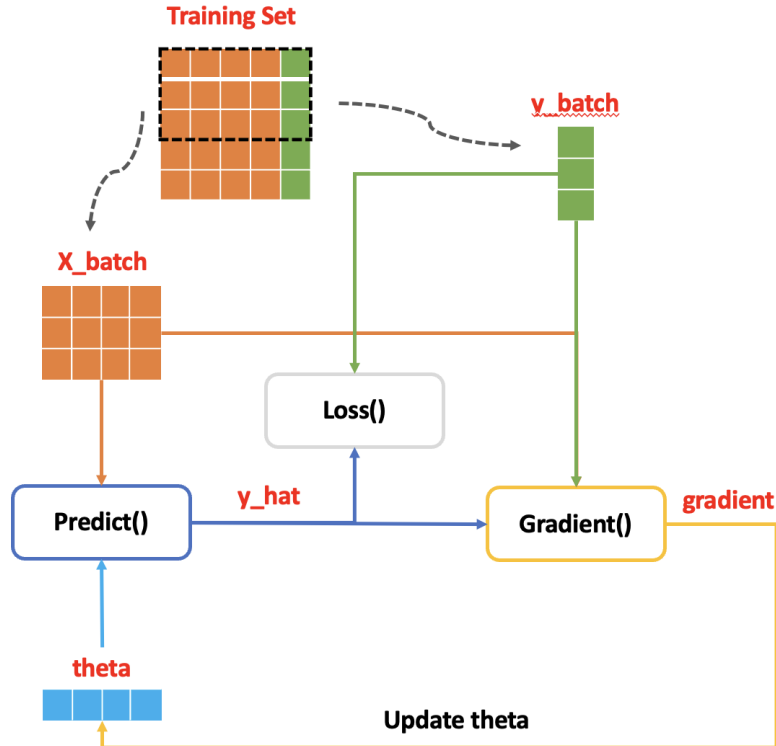 Training Set
y_batch
X_batch
Loss()
y_hat
gradient
Predict()
Gradient()
theta
Update theta